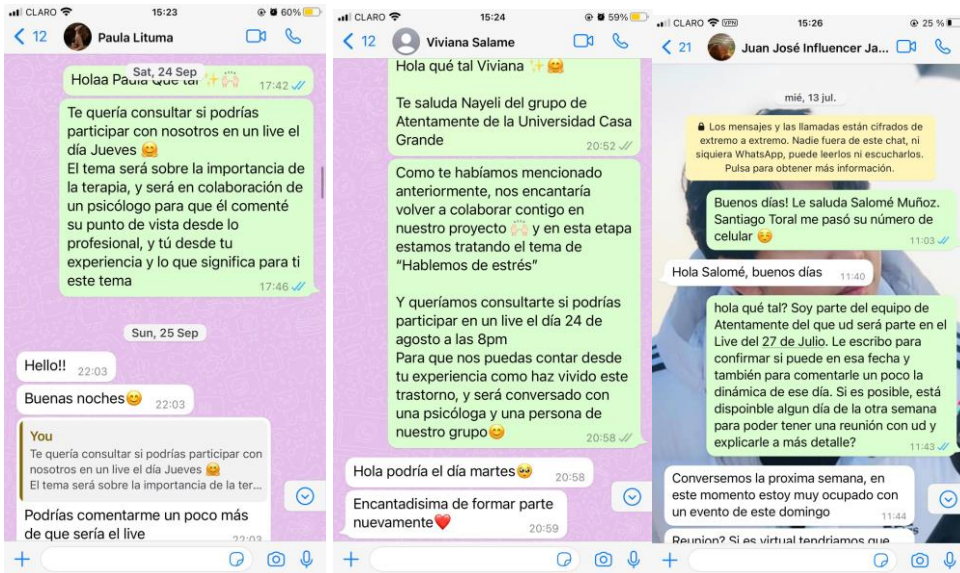 CLARO
15:23
60%
12
Paula Lituma
Sat, 24 Sep
Holaa Paula Que tal
17:42
Te quería consultar si podrías
participar con nosotros en un live el
día Jueves
El tema será sobre la importancia de
la terapia, y será en colaboración de
un psicólogo para que él comenté
su punto de vista desde lo
profesional, y tú desde tu
experiencia y lo que significa para ti
este tema
17:46
Sun, 25 Sep
Hello!! 22:03
Buenas noches😊 22:03
You
Te quería consultar si podrías participar con
nosotros en un live el día Jueves 🤗
El tema será sobre la importancia de la ter...
Podrías comentarme un poco más
de que sería el live
22:03
CLARO
15:24
59%
12
Viviana Salame
Hola qué tal Viviana ✨🤗
Te saluda Nayeli del grupo de
Atentamente de la Universidad Casa
Grande
20:52
Como te habíamos mencionado
anteriormente, nos encantaría
volver a colaborar contigo en
nuestro proyecto 🙌🏻 y en esta etapa
estamos tratando el tema de
“Hablemos de estrés”
Y queríamos consultarte si podrías
participar en un live el día 24 de
agosto a las 8pm
Para que nos puedas contar desde
tu experiencia como haz vivido este
trastorno, y será conversado con
una psicóloga y una persona de
nuestro grupo😊
20:58
Hola podría el día martes🥹 20:58
Encantadisima de formar parte
nuevamente❤️ 20:59
CLARO VPN
15:26
25 %
21
Juan José Influencer Ja...
mié, 13 jul.
Los mensajes y las llamadas están cifrados de
extremo a extremo. Nadie fuera de este chat, ni
siquiera WhatsApp, puede leerlos ni escucharlos.
Pulsa para obtener más información.
Buenos días! Le saluda Salomé Muñoz.
Santiago Toral me pasó su número de
celular ☺️
11:03
Hola Salomé, buenos días 11:40
hola qué tal? Soy parte del equipo de
Atentamente del que ud será parte en el
Live del 27 de Julio. Le escribo para
confirmar si puede en esa fecha y
también para comentarle un poco la
dinámica de ese día. Si es posible, está
dispoinble algun día de la otra semana
para poder tener una reunión con ud y
explicarle a más detalle?
11:43
Conversemos la proxima semana, en
este momento estoy muy ocupado con
un evento de este domingo
11:44
Reunion? Si es virtual tendriamos que